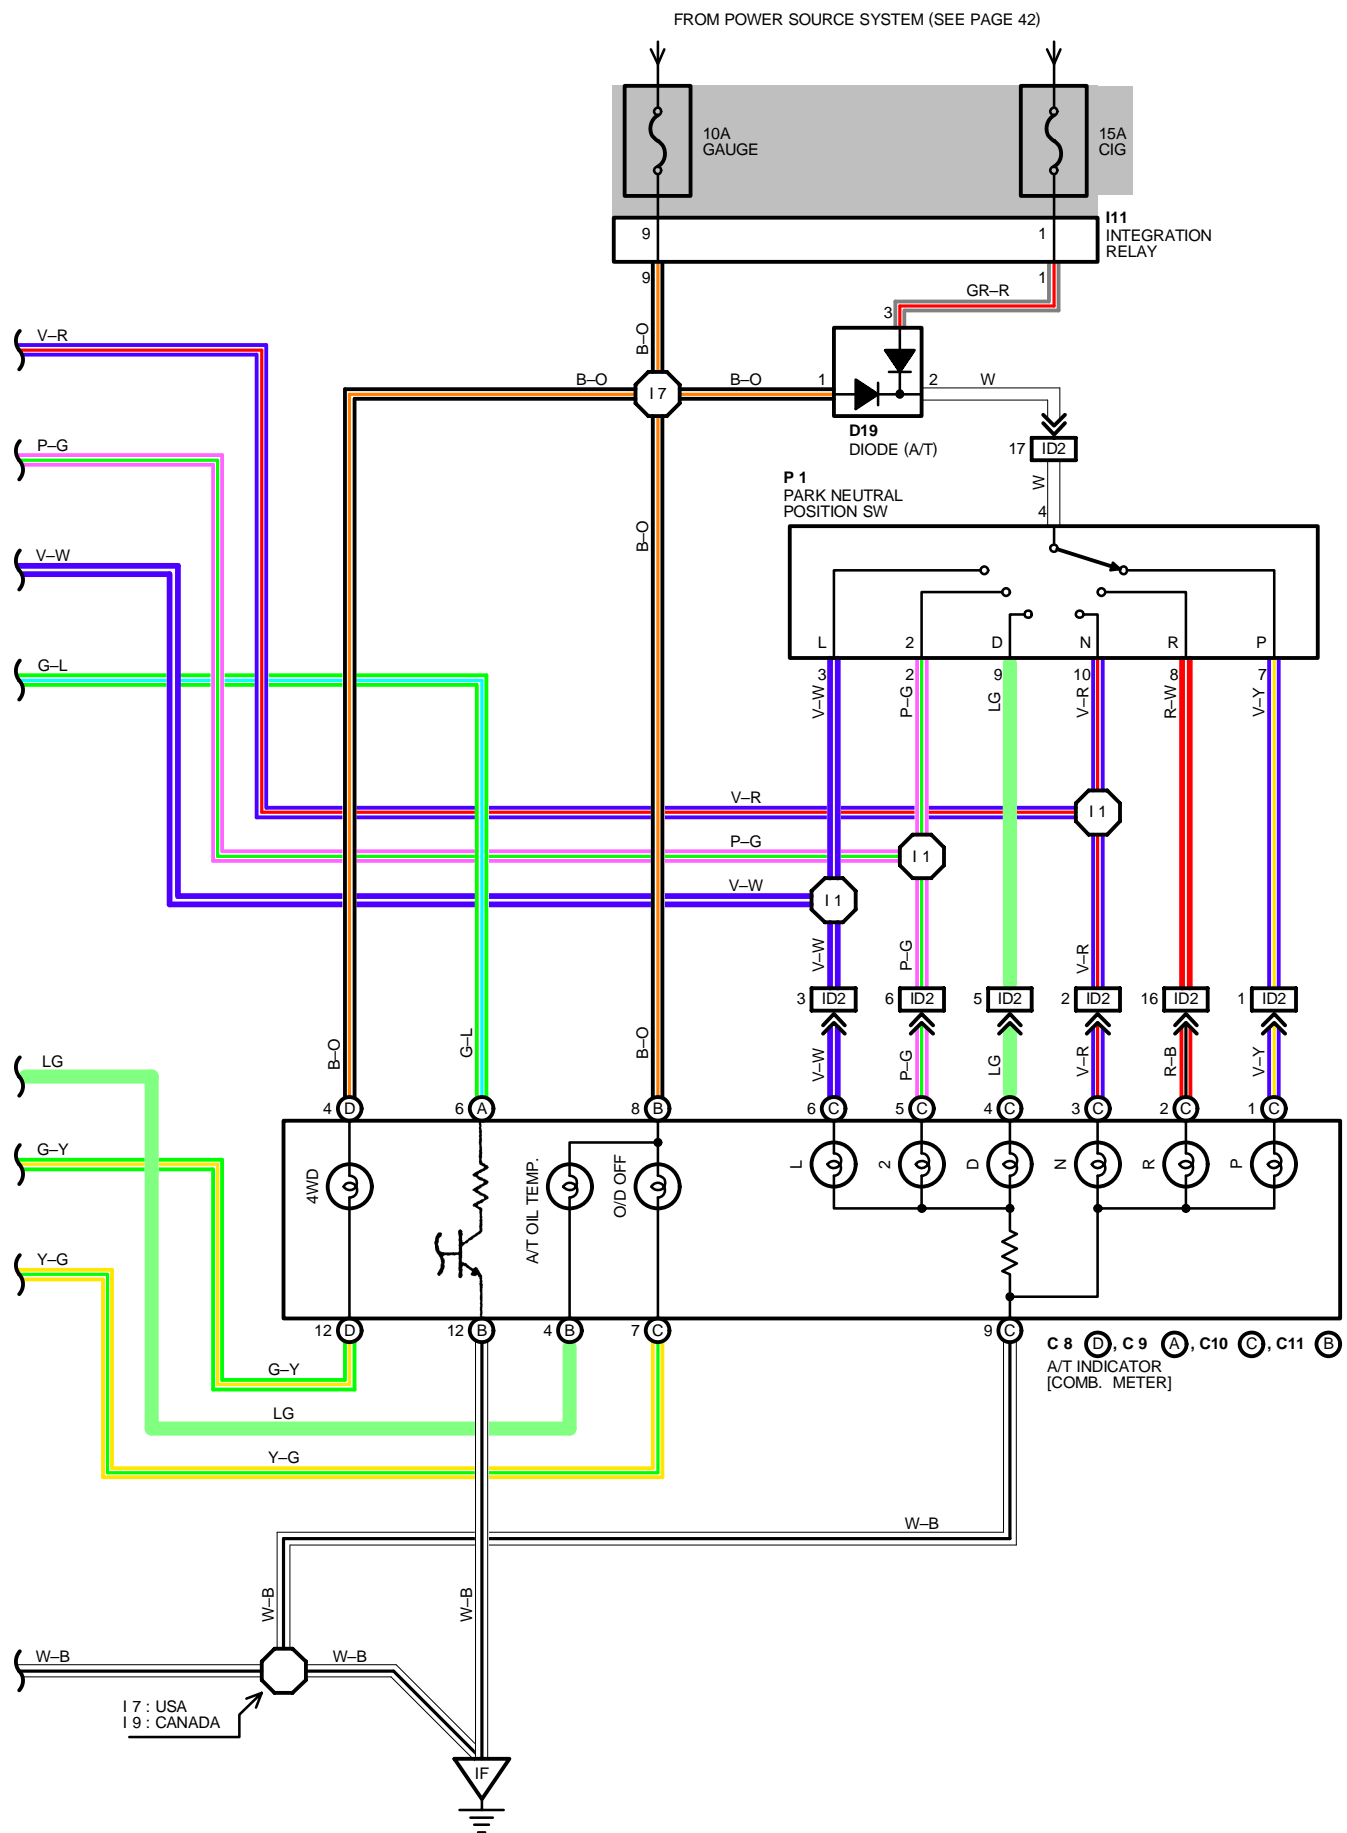 FROM POWER SOURCE SYSTEM (SEE PAGE 42)
10A
GAUGE
15A
CIG
I11
INTEGRATION
RELAY
9
1
9
1
GR–R
3
V–R
B–O
B–O
B–O
I 7
1
2
W
D19
DIODE (A/T)
17
ID2
P–G
W
P 1
PARK NEUTRAL
POSITION SW
4
B–O
V–W
L
2
D
N
R
P
G–L
3
2
9
10
8
7
V–W
P–G
LG
V–R
R–W
V–Y
V–R
I 1
P–G
I 1
V–W
I 1
V–W
P–G
V–R
3
ID2
6
ID2
5
ID2
2
ID2
16
ID2
1
ID2
B–O
G–L
B–O
V–W
P–G
LG
V–R
R–B
V–Y
LG
4
D
6
A
8
B
6
C
5
C
4
C
3
C
2
C
1
C
G–Y
4WD
A/T OIL TEMP.
O/D OFF
L
2
D
N
R
P
Y–G
12
D
12
B
4
B
7
C
9
C
C 8 D, C 9 A, C10 C, C11 B
A/T INDICATOR
[COMB. METER]
G–Y
LG
Y–G
W–B
W–B
W–B
W–B
W–B
I 7 : USA
I 9 : CANADA
IF